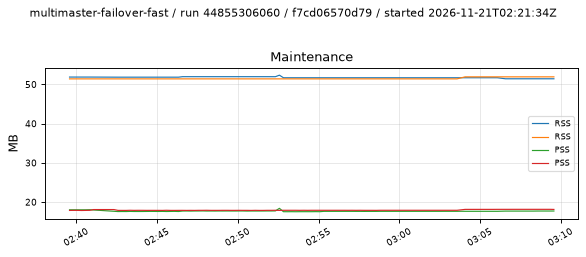 multimaster-failover-fast / run 44855306060 / f7cd06570d79 / started 2026-11-21T02:21:34Z
Maintenance
MB
50
40
30
20
RSS
RSS
PSS
PSS
02:40
02:45
02:50
02:55
03:00
03:05
03:10